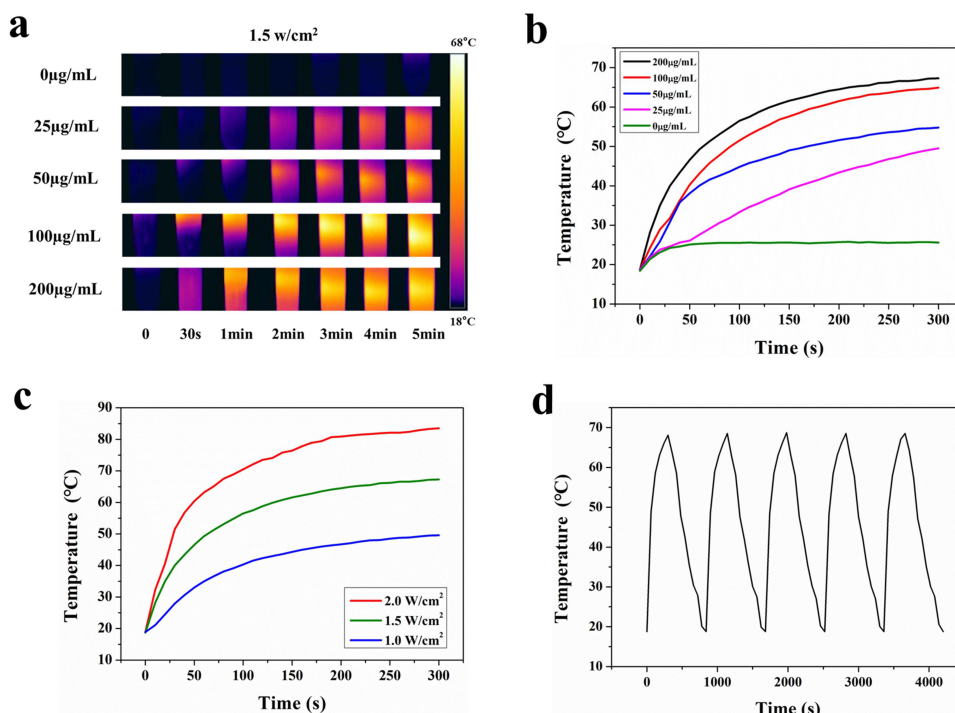 a
1.5 w/cm²
68°C
0µg/mL
25µg/mL
50µg/mL
100µg/mL
200µg/mL
18°C
0 30s 1min 2min 3min 4min 5min
b
Temperature (°C)
70
60
50
40
30
20
10
200µg/mL
100µg/mL
50µg/mL
25µg/mL
0µg/mL
0 50 100 150 200 250 300
Time (s)
c
Temperature (°C)
90
80
70
60
50
40
30
20
10
2.0 W/cm²
1.5 W/cm²
1.0 W/cm²
0 50 100 150 200 250 300
Time (s)
d
Temperature (°C)
70
60
50
40
30
20
10
0 1000 2000 3000 4000
Time (s)